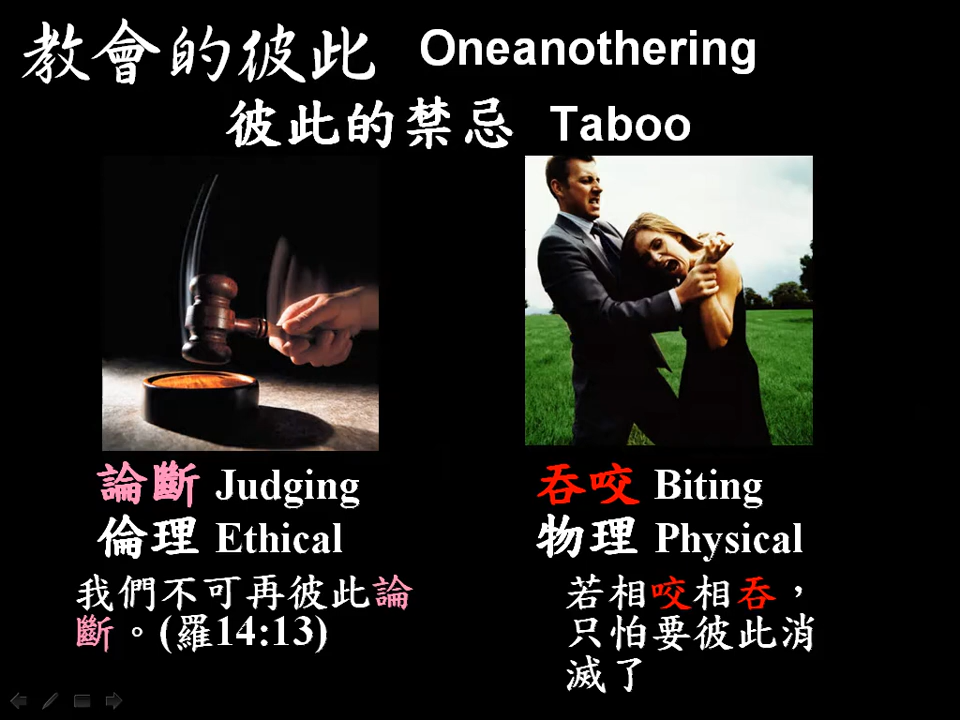 教會的彼此 Oneanothering
彼此的禁忌 Taboo
論斷 Judging
倫理 Ethical
我們不可再彼此論
斷。(羅14:13)
吞咬 Biting
物理 Physical
若相咬相吞，
只怕要彼此消
滅了